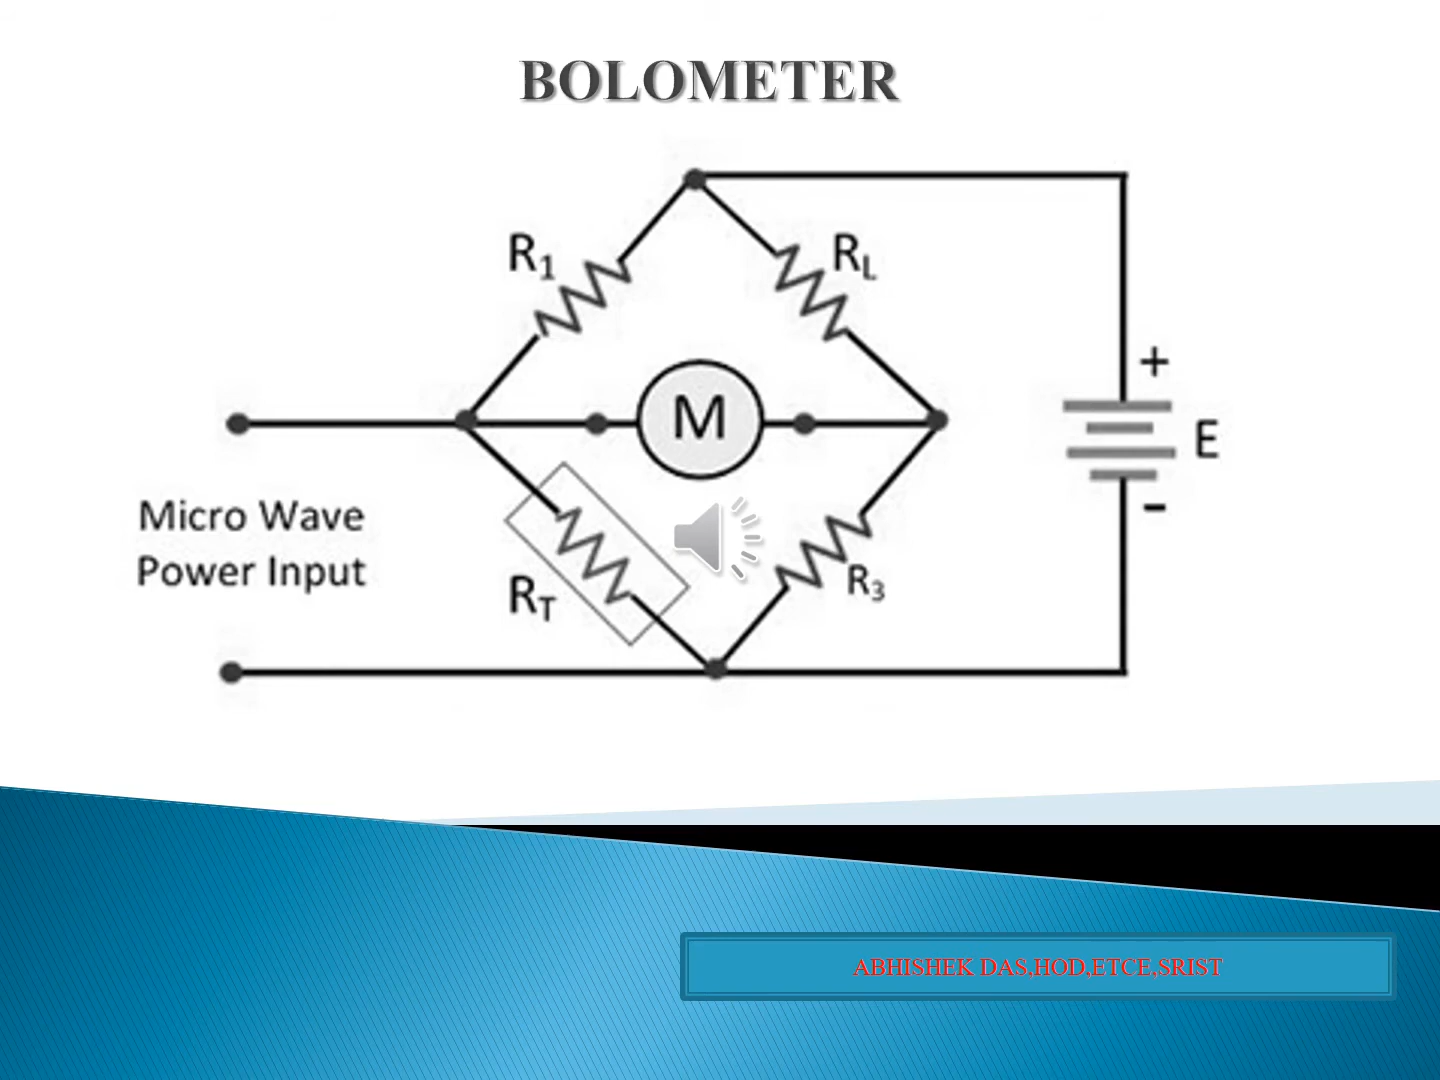 BOLOMETER
R1
RL
+
M
E
Micro Wave
Power Input
-
RT
R3
ABHISHEK DAS,HOD,ETCE,SRIST